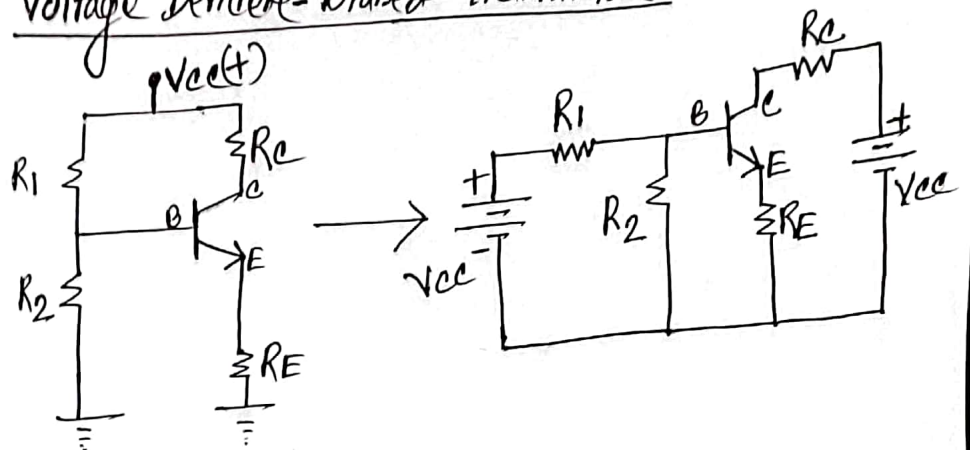 Voltage
Vcc(+)
R1
RC
C
B
E
R2
RE
R1
B
C
RC
E
+
+
R2
RE
VCC
-
VCC